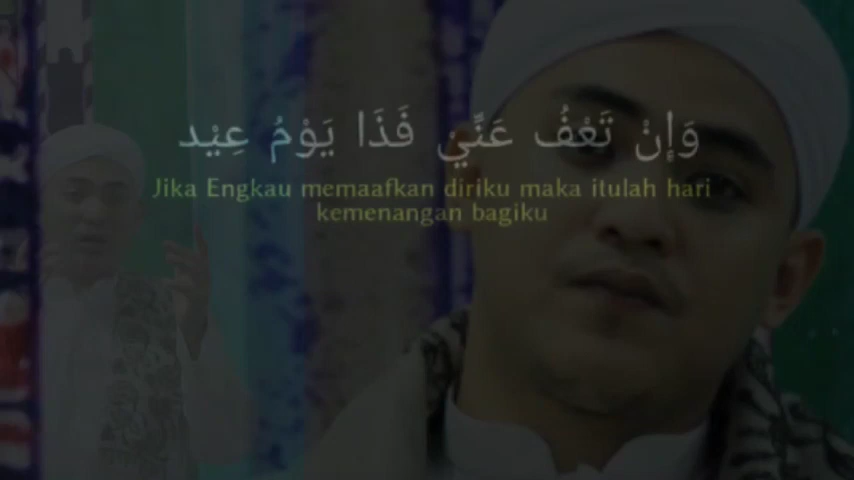 وَإِنْ تَعْفُ عَنِّي فَذَا يَوْمُ عِيْد
Jika Engkau memaafkan diriku maka itulah hari
kemenangan bagiku